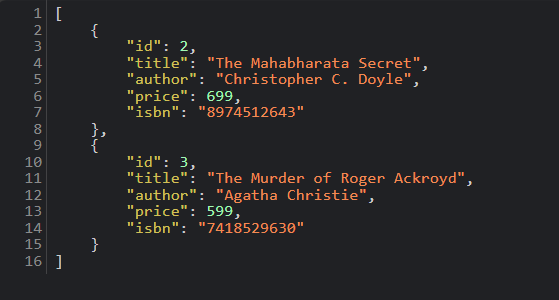 1 [
2 {
3 "id": 2,
4 "title": "The Mahabharata Secret",
5 "author": "Christopher C. Doyle",
6 "price": 699,
7 "isbn": "8974512643"
8 },
9 {
10 "id": 3,
11 "title": "The Murder of Roger Ackroyd",
12 "author": "Agatha Christie",
13 "price": 599,
14 "isbn": "7418529630"
15 }
16 ]